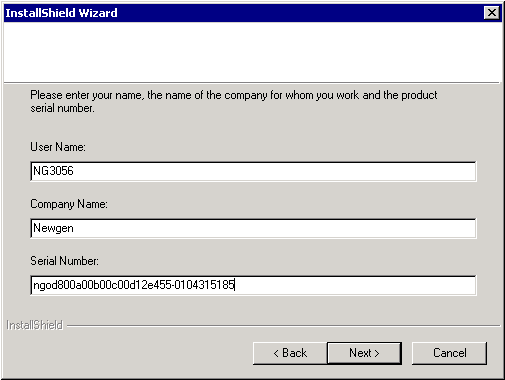 InstallShield Wizard
Please enter your name, the name of the company for whom you work and the product
serial number.
User Name:
NG3056
Company Name:
Newgen
Serial Number:
ngod800a00b00c00d12e455-0104315185
InstallShield
< Back
Next >
Cancel